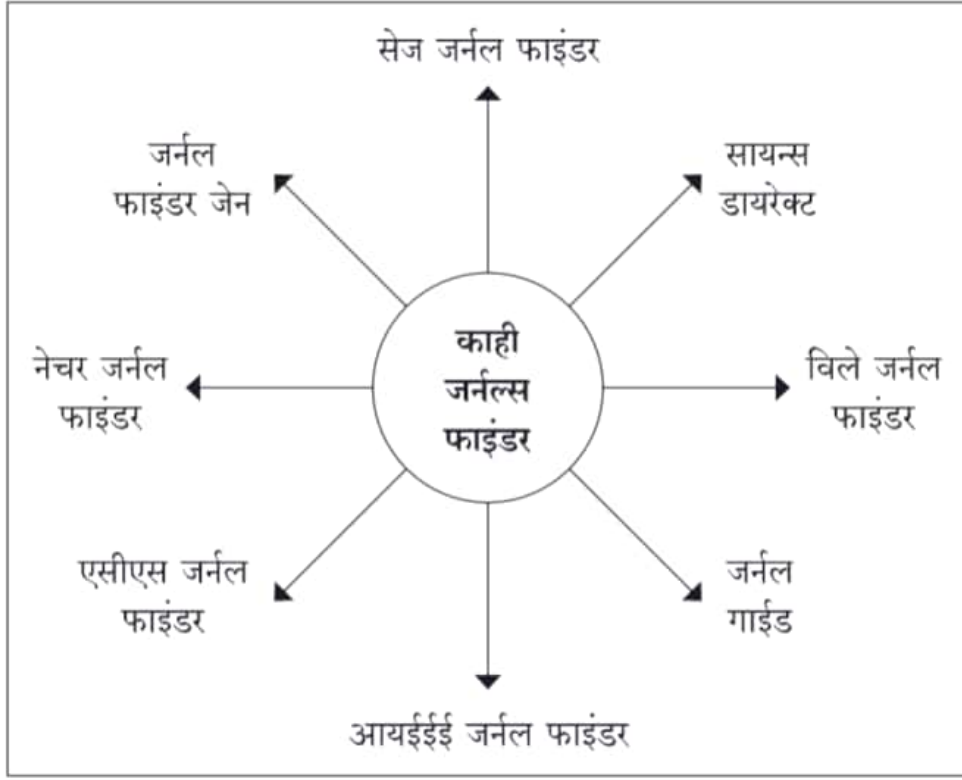 सेज जर्नल फाइंडर
जर्नल
फाइंडर जेन
सायन्स
डायरेक्ट
नेचर जर्नल
फाइंडर
काही
जर्नल्स
फाइंडर
विले जर्नल
फाइंडर
एसीएस जर्नल
फाइंडर
जर्नल
गाईड
आयईईई जर्नल फाइंडर